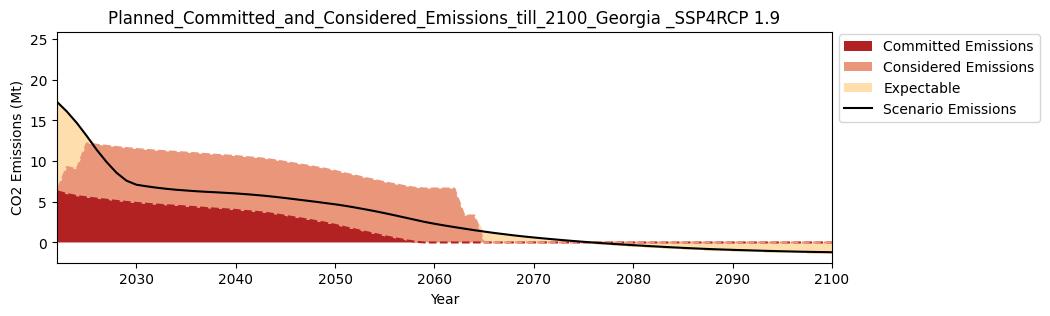 Planned_Committed_and_Considered_Emissions_till_2100_Georgia _SSP4RCP 1.9
25
20
15
10
5
0
CO2 Emissions (Mt)
2030 2040 2050 2060 2070 2080 2090 2100
Year
Committed Emissions
Considered Emissions
Expectable
Scenario Emissions